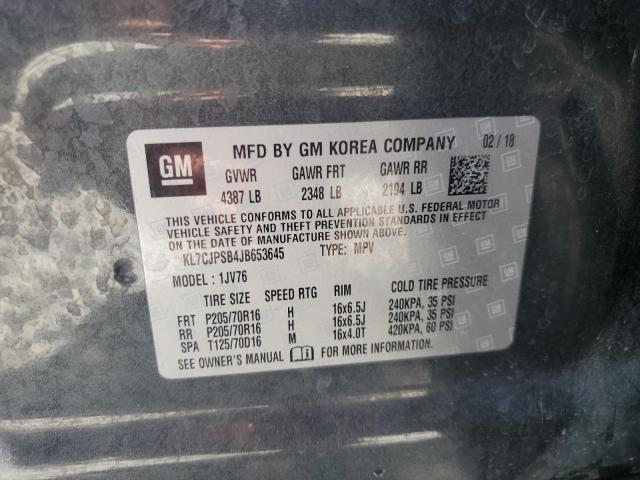 GM MFD BY GM KOREA COMPANY 02 / 18
GVWR GAWR FRT GAWR RR
4387 LB 2348 LB 2194 LB
THIS VEHICLE CONFORMS TO ALL APPLICABLE U.S. FEDERAL MOTOR
VEHICLE SAFETY AND THEFT PREVENTION STANDARDS IN EFFECT
ON THE DATE OF MANUFACTURE SHOWN ABOVE.
KL7CJPSB4JB653645 TYPE: MPV
MODEL: 1JV76
TIRE SIZE SPEED RTG RIM COLD TIRE PRESSURE
FRT P205/70R16 H 16x6.5J 240KPA, 35 PSI
RR P205/70R16 H 16x6.5J 240KPA, 35 PSI
SPA T125/70D16 M 16x4.0T 420KPA, 60 PSI
SEE OWNER'S MANUAL FOR MORE INFORMATION.